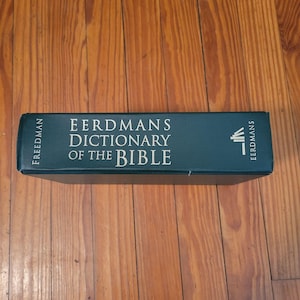 FREEDMAN
EERDMANS
DICTIONARY
OF THE BIBLE
EERDMANS